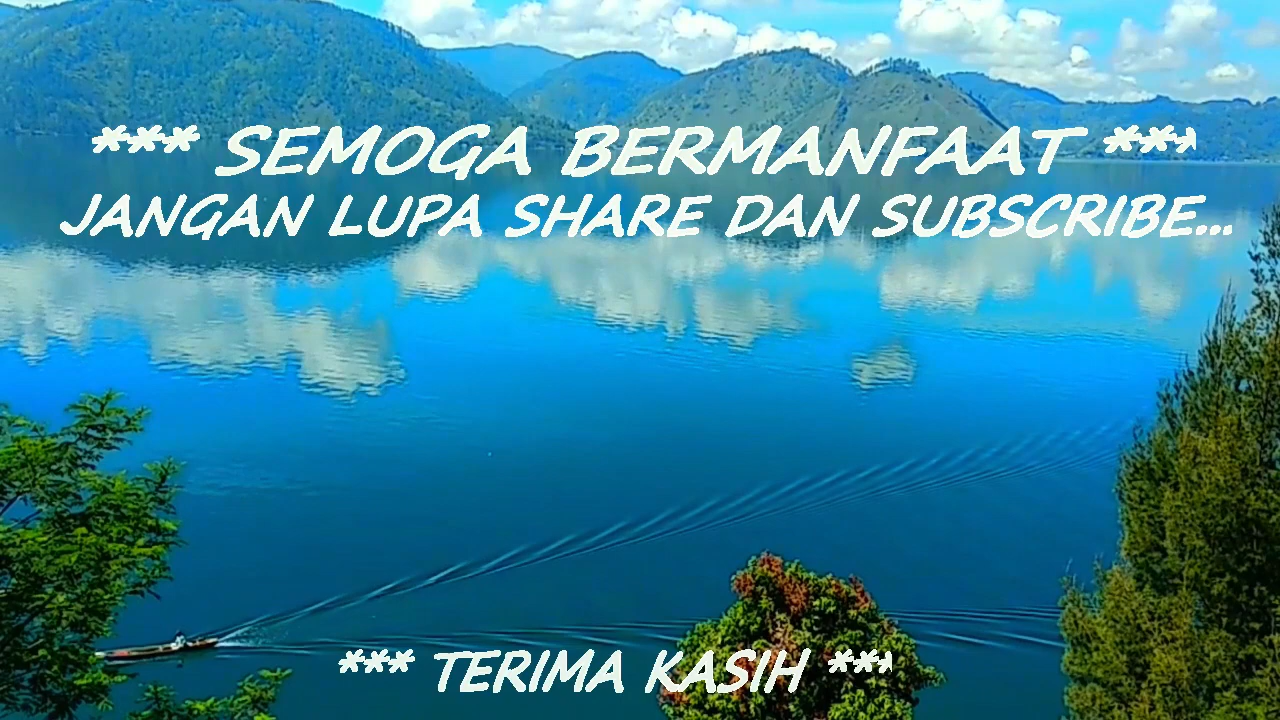 *** SEMOGA BERMANFAAT ***
JANGAN LUPA SHARE DAN SUBSCRIBE...
*** TERIMA KASIH ***